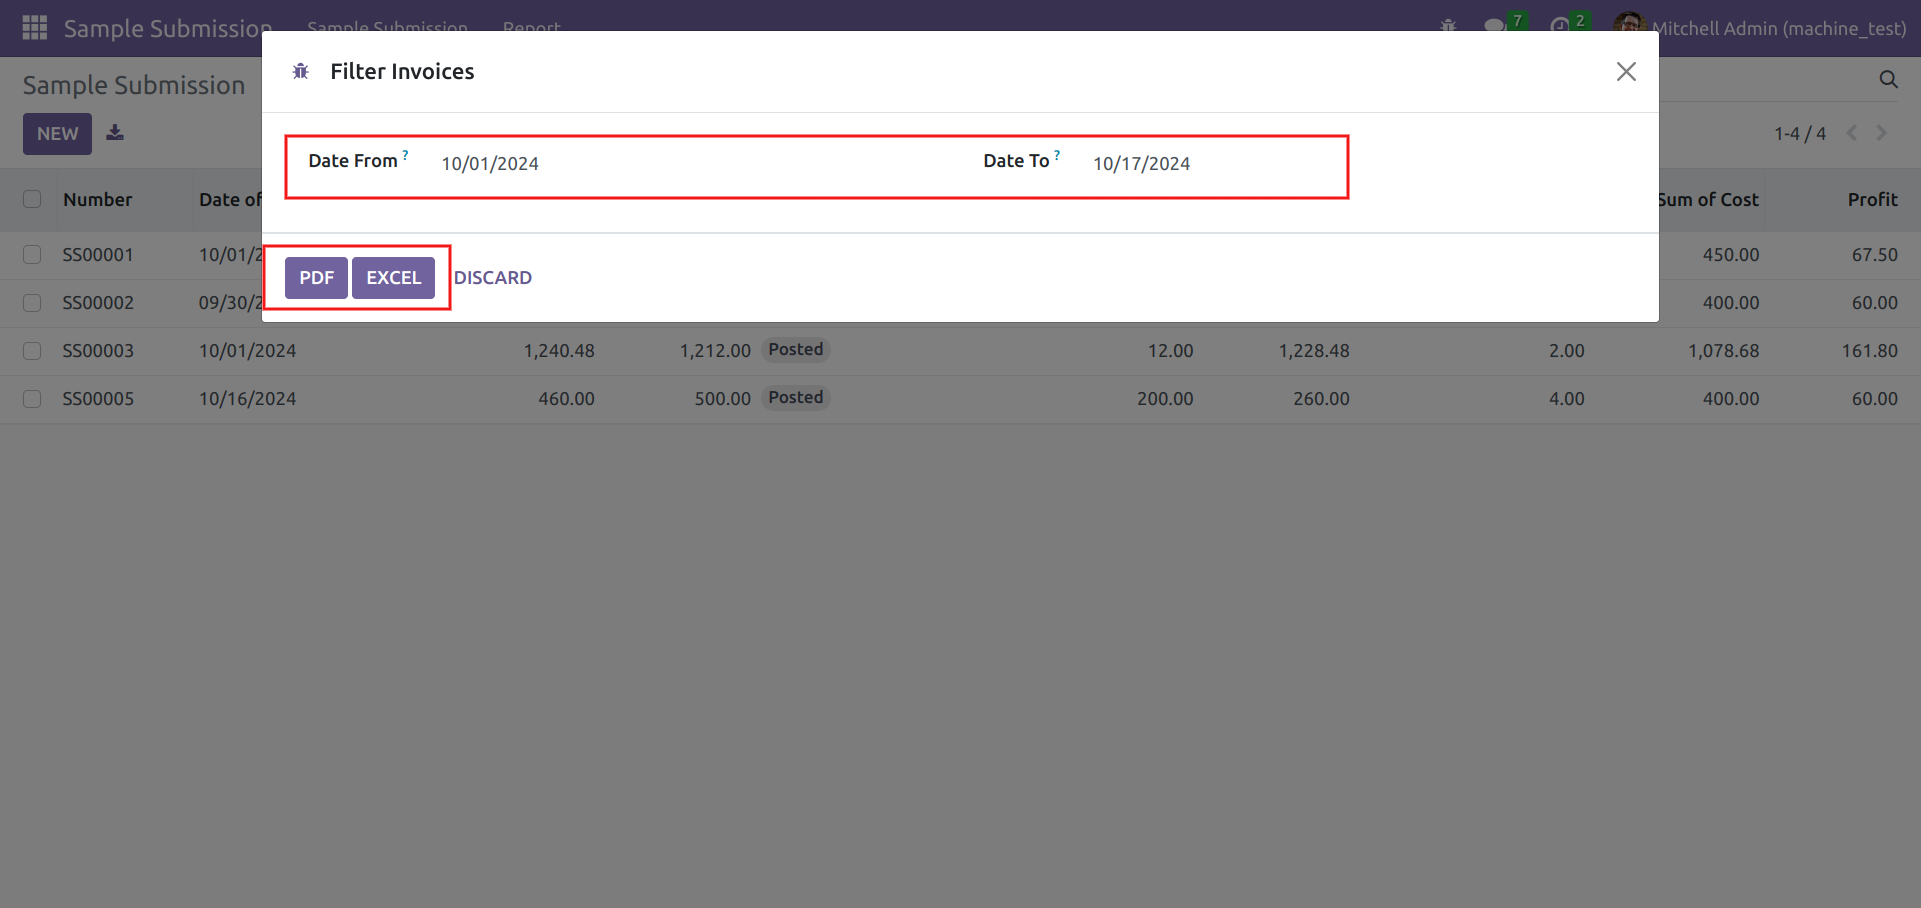 Sample Submission Sample Submission Report 7 2 Mitchell Admin (machine_test)
Filter Invoices
Sample Submission
NEW
1-4 / 4
Date From ? 10/01/2024 Date To ? 10/17/2024
Number Date of Sum of Cost Profit
SS00001 10/01/2 450.00 67.50
PDF EXCEL DISCARD
SS00002 09/30/2 400.00 60.00
SS00003 10/01/2024 1,240.48 1,212.00 Posted 12.00 1,228.48 2.00 1,078.68 161.80
SS00005 10/16/2024 460.00 500.00 Posted 200.00 260.00 4.00 400.00 60.00